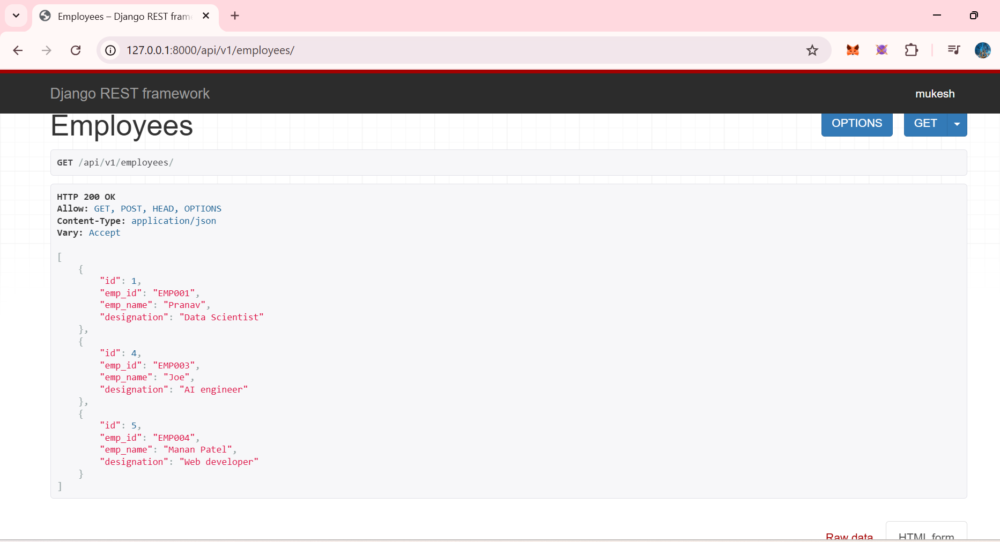 Employees – Django REST fram
127.0.0.1:8000/api/v1/employees/
Django REST framework
mukesh
Employees
OPTIONS
GET
GET /api/v1/employees/
HTTP 200 OK
Allow: GET, POST, HEAD, OPTIONS
Content-Type: application/json
Vary: Accept
[
    {
        "id": 1,
        "emp_id": "EMP001",
        "emp_name": "Pranav",
        "designation": "Data Scientist"
    },
    {
        "id": 4,
        "emp_id": "EMP003",
        "emp_name": "Joe",
        "designation": "AI engineer"
    },
    {
        "id": 5,
        "emp_id": "EMP004",
        "emp_name": "Manan Patel",
        "designation": "Web developer"
    }
]
Raw data
HTML form